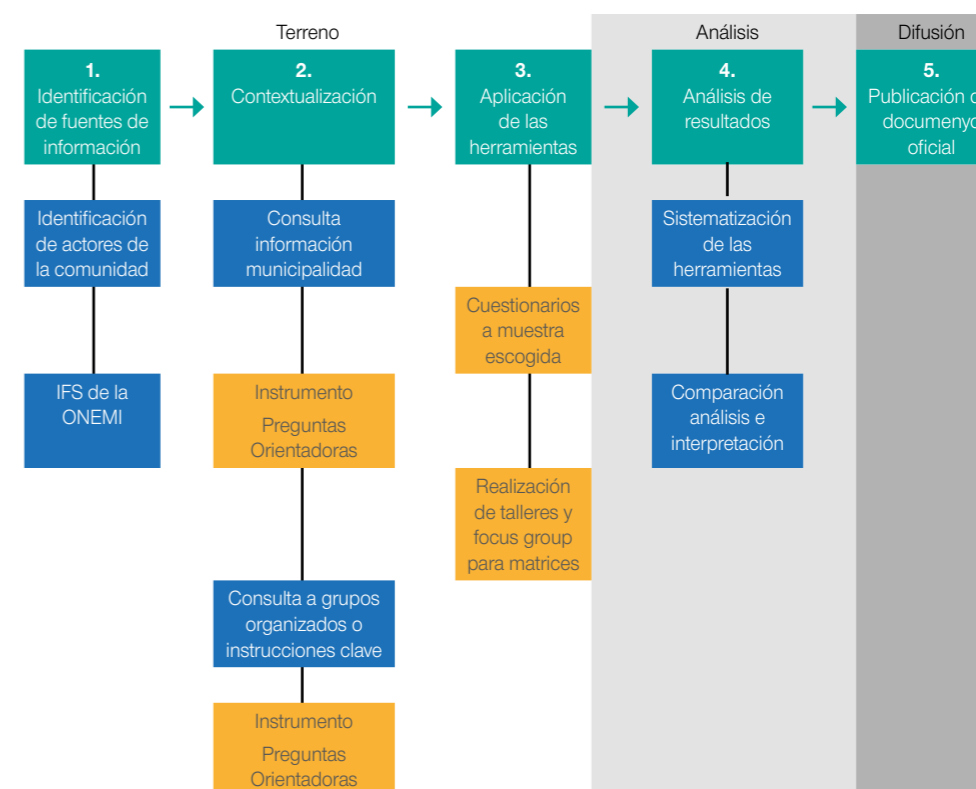 Terreno
Análisis
Difusión
1.
Identificación
de fuentes de
información
2.
Contextualización
3.
Aplicación
de las
herramientas
4.
Análisis de
resultados
5.
Publicación
documenyo
oficial
Identificación
de actores de
la comunidad
IFS de la
ONEMI
Consulta
información
municipalidad
Instrumento
Preguntas
Orientadoras
Consulta a grupos
organizados o
instrucciones clave
Instrumento
Preguntas
Orientadoras
Cuestionarios
a muestra
escogida
Realización
de talleres y
focus group
para matrices
Sistematización
de las
herramientas
Comparación
análisis e
interpretación